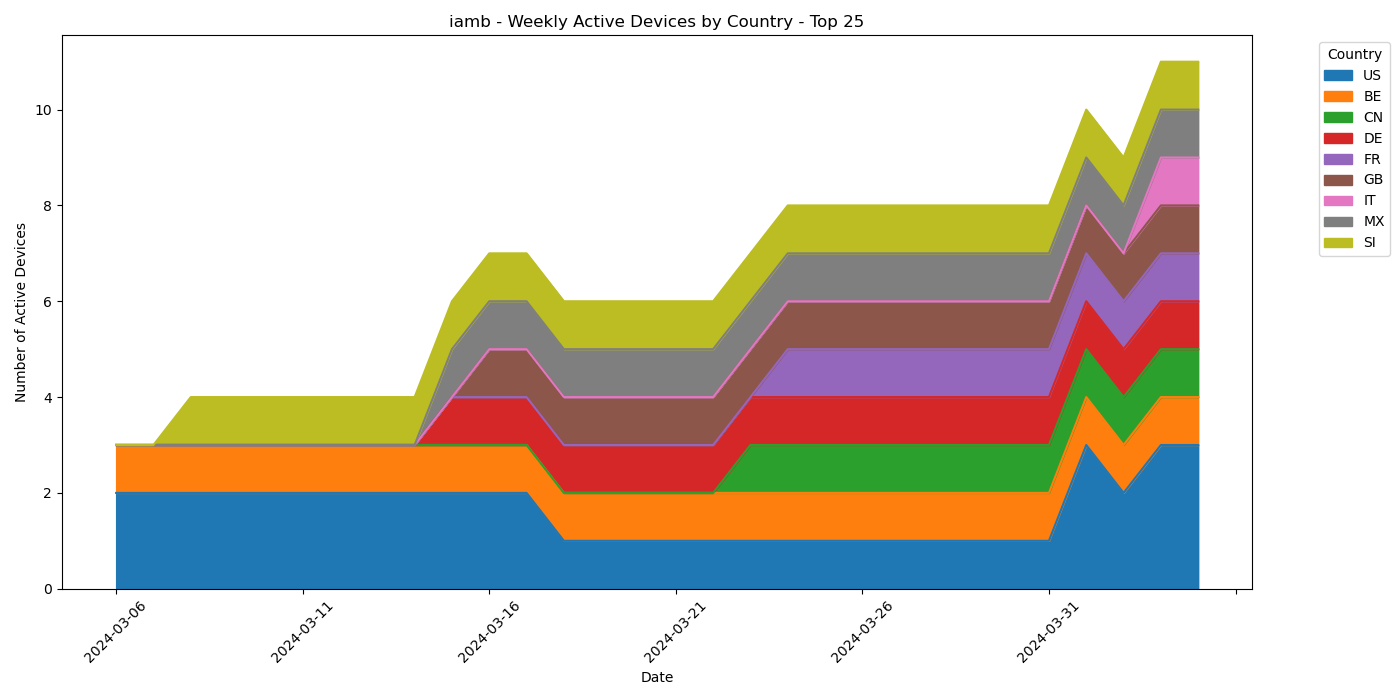 iamb - Weekly Active Devices by Country - Top 25
Number of Active Devices
10
8
6
4
2
0
2024-03-06
2024-03-11
2024-03-16
2024-03-21
2024-03-26
2024-03-31
Date
Country
US
BE
CN
DE
FR
GB
IT
MX
SI